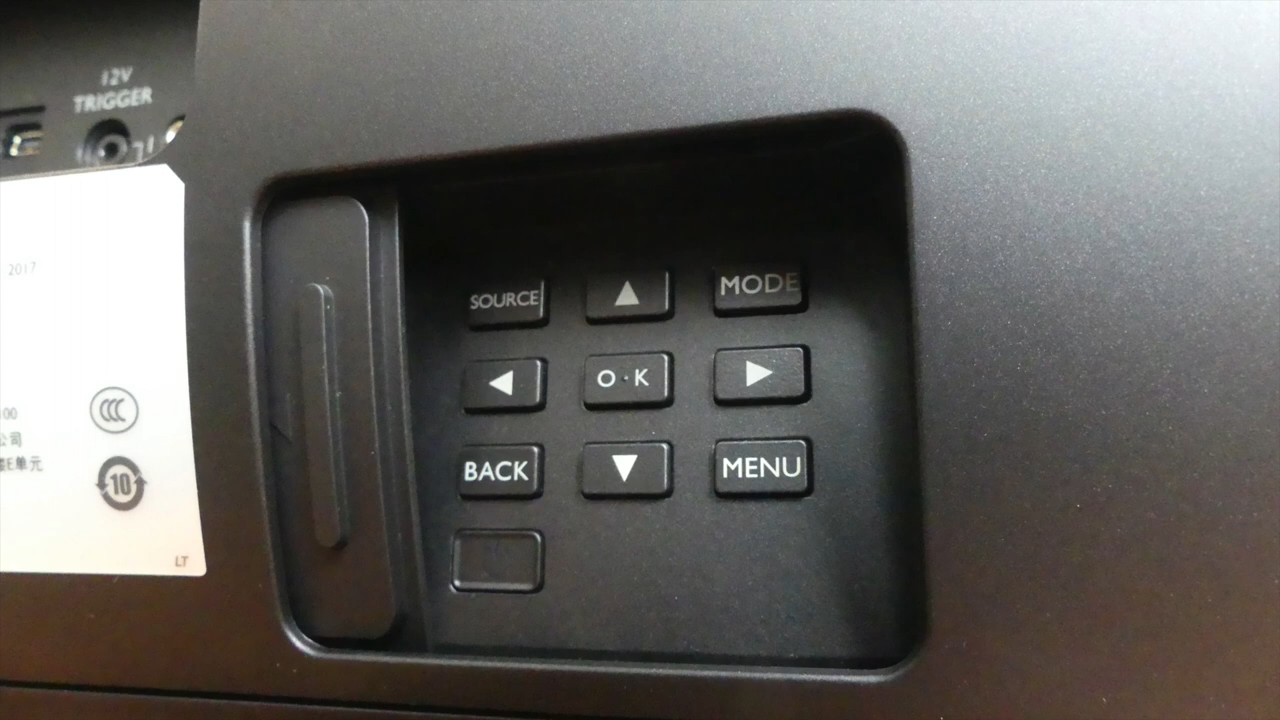 12V
TRIGGER
2017
SOURCE
MODE
O·K
BACK
MENU
00
公司
E单元
10
LT